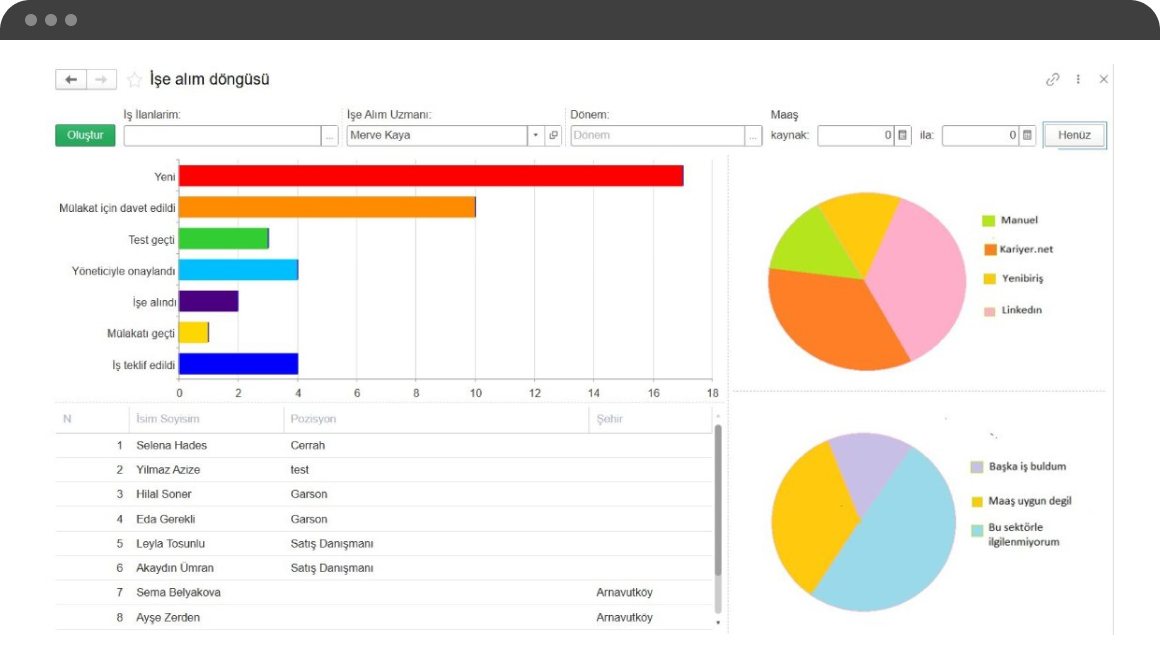 İşe alım döngüsü
İş İlanlarim:
İşe Alım Uzmanı:
Dönem:
Maaş
Oluştur
...
Merve Kaya
Dönem
...
kaynak:
0
ila:
0
Henüz
Yeni
Mülakat için davet edildi
Test geçti
Yöneticiyle onaylandı
İşe alındı
Mülakatı geçti
İş teklif edildi
0 2 4 6 8 10 12 14 16 18
Manuel
Kariyer.net
Yenibiriş
Linkedın
N İsim Soyisim Pozisyon Şehir
1 Selena Hades Cerrah
2 Yilmaz Azize test
3 Hilal Soner Garson
4 Eda Gerekli Garson
5 Leyla Tosunlu Satış Danışmanı
6 Akaydın Ümran Satış Danışmanı
7 Sema Belyakova Arnavutköy
8 Ayşe Zerden Arnavutköy
Başka iş buldum
Maaş uygun degil
Bu sektörle
ilgilenmiyorum